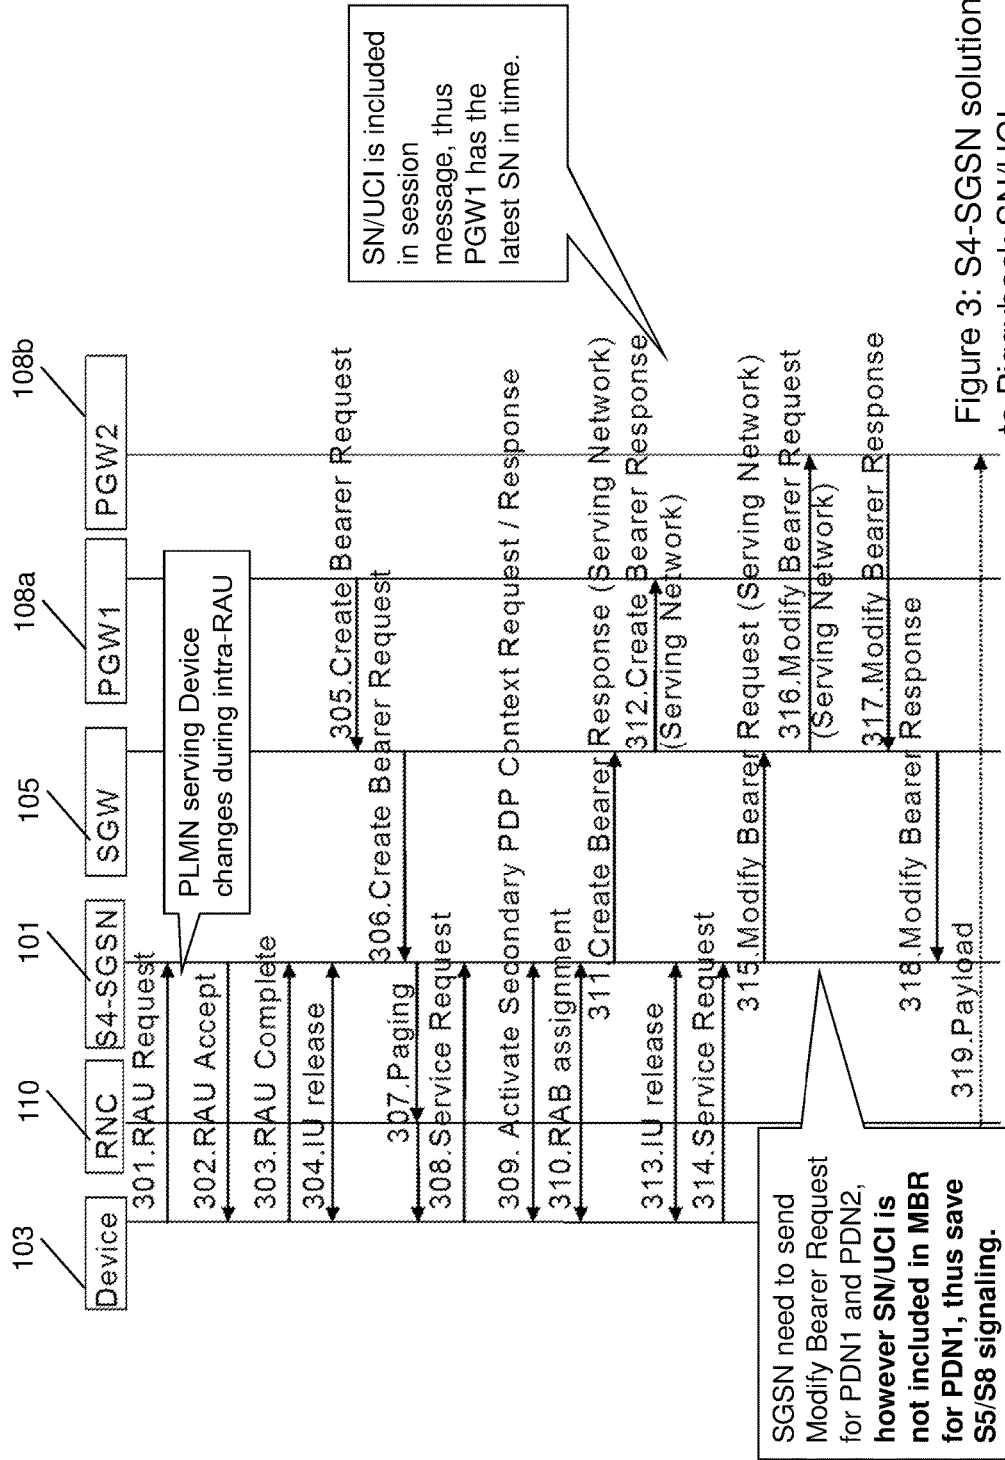 103
110
101
105
108a
108b
Device
RNC
S4-SGSN
SGW
PGW1
PGW2
301.RAU Request
PLMN serving Device
changes during intra-RAU
302.RAU Accept
303.RAU Complete
304.IU release
305.Create Bearer Request
306.Create Bearer Request
307.Paging
308.Service Request
309. Activate Secondary PDP Context Request / Response
310.RAB assignment
311.Create Bearer Response (Serving Network)
312.Create Bearer Response
(Serving Network)
SN/UCI is included
in session
message, thus
PGW1 has the
latest SN in time.
313.IU release
314.Service Request
315.Modify Bearer Request (Serving Network)
316.Modify Bearer Request
(Serving Network)
317.Modify Bearer Response
318.Modify Bearer Response
319.Payload
SGSN need to send
Modify Bearer Request
for PDN1 and PDN2,
however SN/UCI is
not included in MBR
for PDN1, thus save
S5/S8 signaling.
Figure 3: S4-SGSN solution
to Piggyback SN/UCI